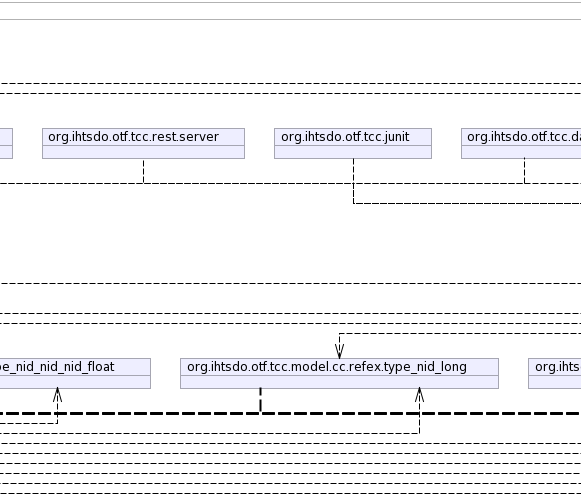 org.ihtsdo.otf.tcc.rest.server
org.ihtsdo.otf.tcc.junit
org.ihtsdo.otf.tcc.da
e_nid_nid_nid_float
org.ihtsdo.otf.tcc.model.cc.refex.type_nid_long
org.ihts